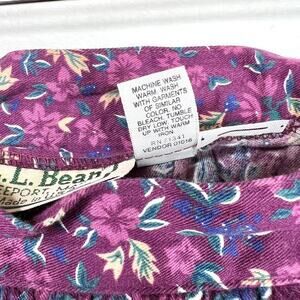 MACHINE WASH
WARM. WASH
WITH GARMENTS
OF SIMILAR
COLOR. NO
BLEACH, TUMBLE
DRY LOW. TOUCH
UP WITH WARM
IRON
RN 71341
VENDOR 01016
L. L. Bean
FREEPORT, MAINE
Made in